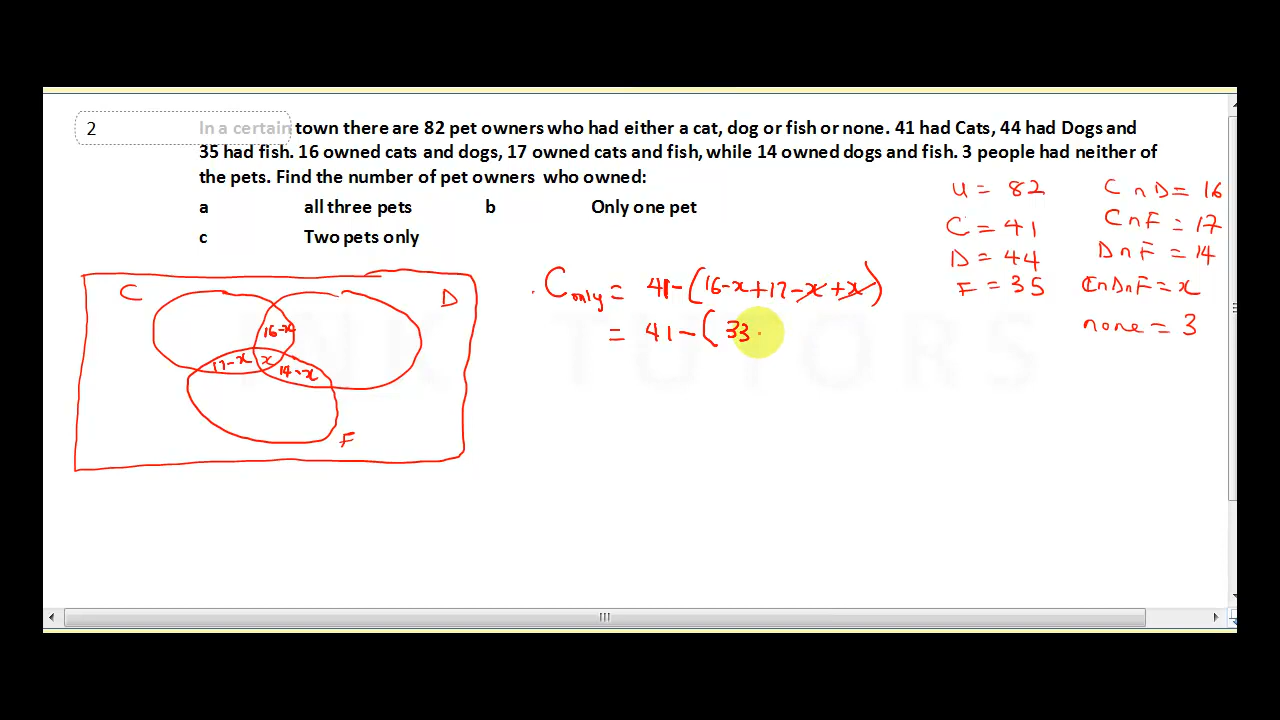 2 In a certain town there are 82 pet owners who had either a cat, dog or fish or none. 41 had Cats, 44 had Dogs and
35 had fish. 16 owned cats and dogs, 17 owned cats and fish, while 14 owned dogs and fish. 3 people had neither of
the pets. Find the number of pet owners who owned:
a all three pets b Only one pet
c Two pets only
U = 82 C n D = 16
C = 41 C n F = 17
D = 44 D n F = 14
F = 35 C n D n F = x
none = 3
C D
16-x
17-x x 14-x
F
C only = 41-(16-x+17-x+x)
= 41-(33
TUTORS